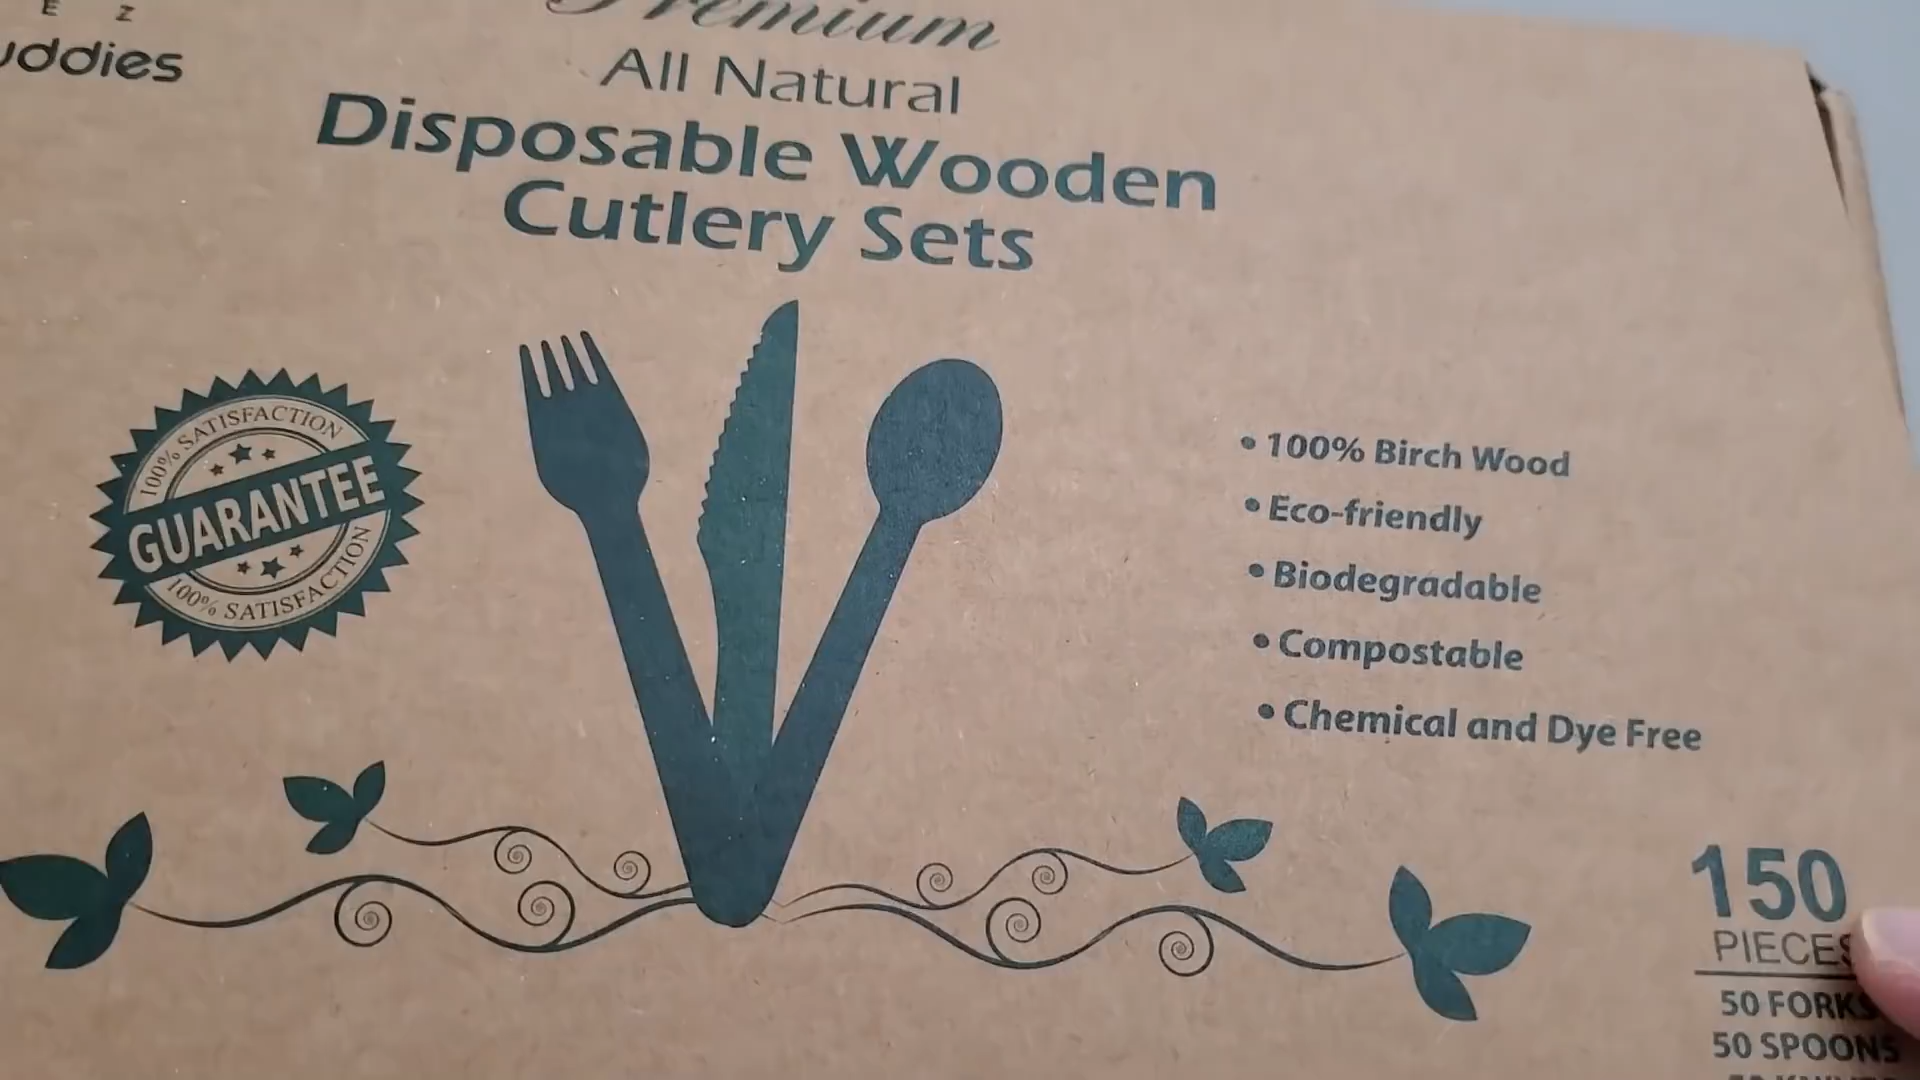 E Z
Premium
All Natural
Disposable Wooden
Cutlery Sets
100% SATISFACTION
GUARANTEE
100% SATISFACTION
• 100% Birch Wood
• Eco-friendly
• Biodegradable
• Compostable
• Chemical and Dye Free
150
PIECES
50 FORKS
50 SPOONS